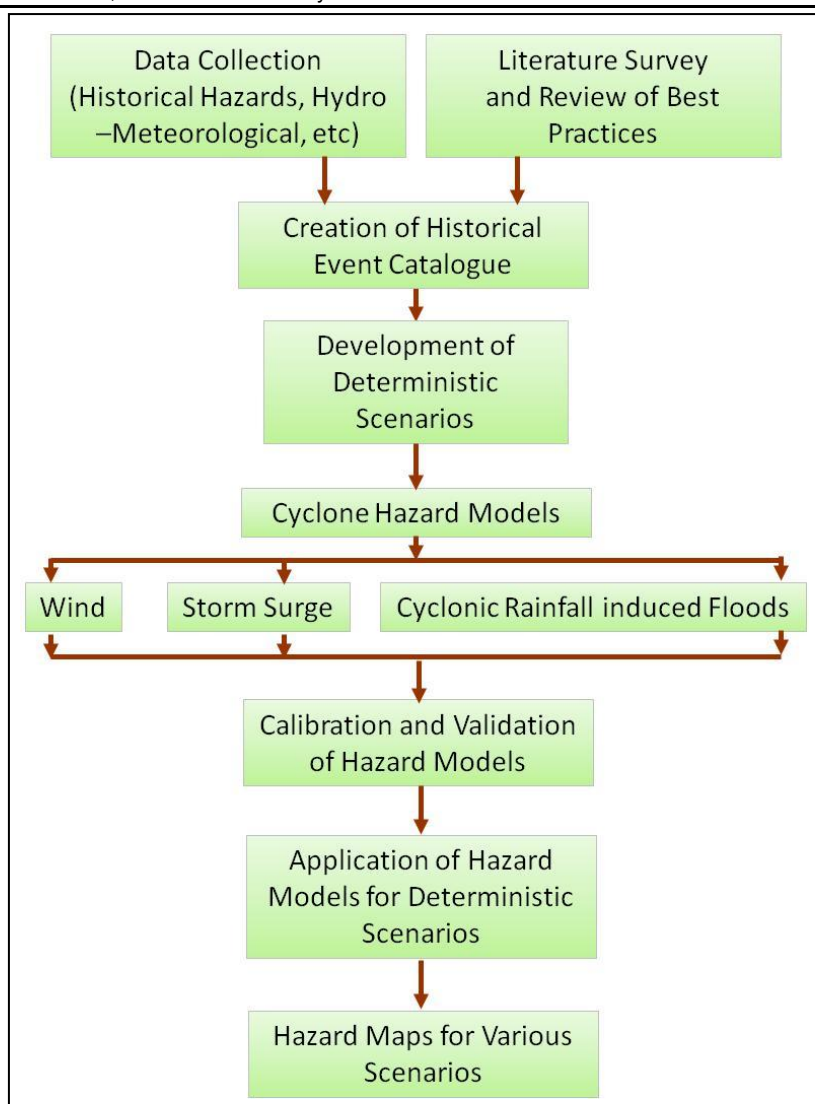 Data Collection
(Historical Hazards, Hydro
–Meteorological, etc)
Literature Survey
and Review of Best
Practices
Creation of Historical
Event Catalogue
Development of
Deterministic
Scenarios
Cyclone Hazard Models
Wind
Storm Surge
Cyclonic Rainfall induced Floods
Calibration and Validation
of Hazard Models
Application of Hazard
Models for Deterministic
Scenarios
Hazard Maps for Various
Scenarios